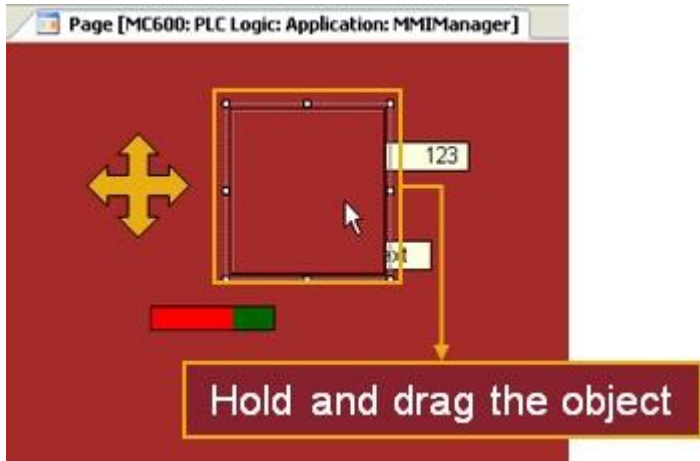 Page [MC600: PLC Logic: Application: MMIManager]
123
Hold and drag the object